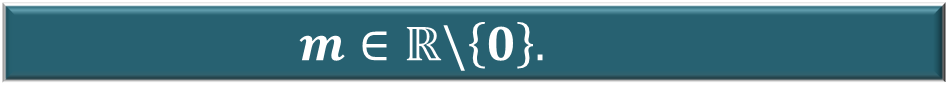 𝒎 ∈ ℝ\{𝟎}.